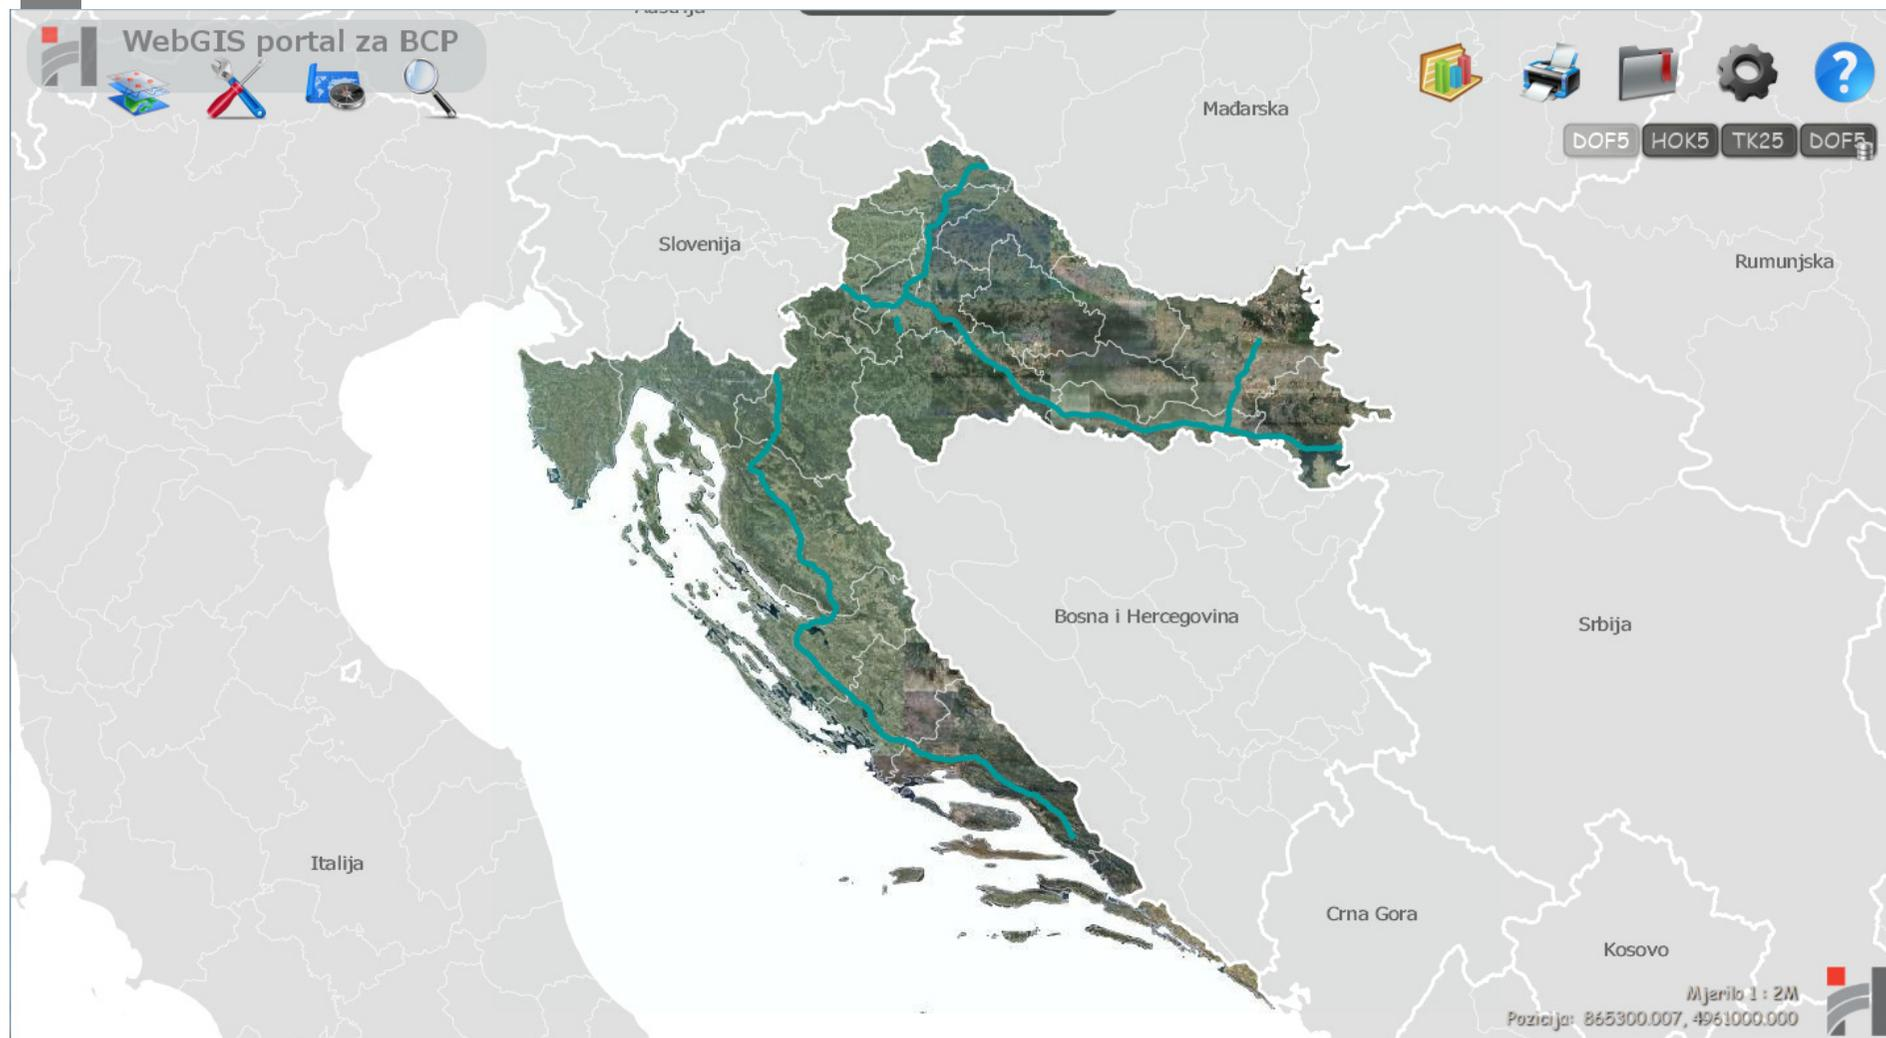 WebGIS portal za BCP
Mađarska
DOF5 HOK5 TK25 DOF5
Slovenija
Rumunjska
Bosna i Hercegovina
Srbija
Italija
Crna Gora
Kosovo
Mjerilo 1 : 2M
Pozicija: 865300.007, 4961000.000